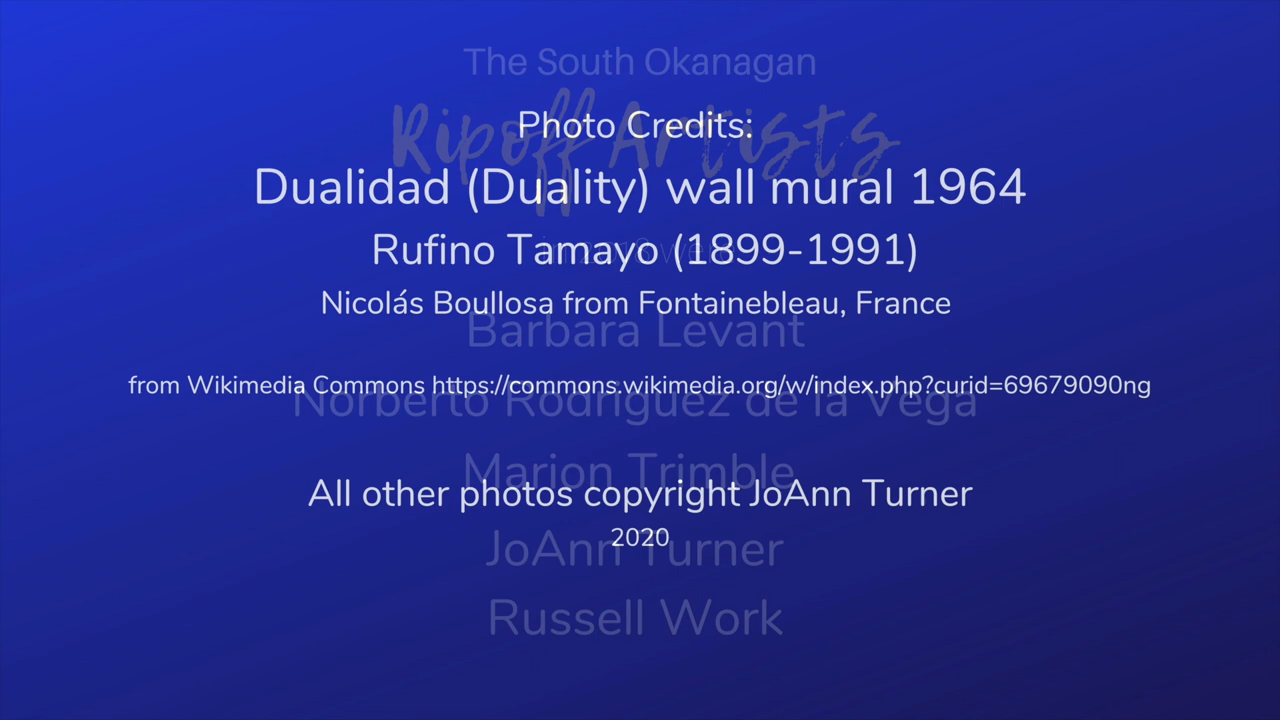 The South Okanagan
Ripoff Artists
Photo Credits:
Dualidad (Duality) wall mural 1964
Rufino Tamayo (1899-1991)
Nicolás Boullosa from Fontainebleau, France
Barbara Levant
from Wikimedia Commons https://commons.wikimedia.org/w/index.php?curid=69679090ng
Norberto Rodriguez de la Vega
Marion Trimble
All other photos copyright JoAnn Turner
2020
JoAnn Turner
Russell Work